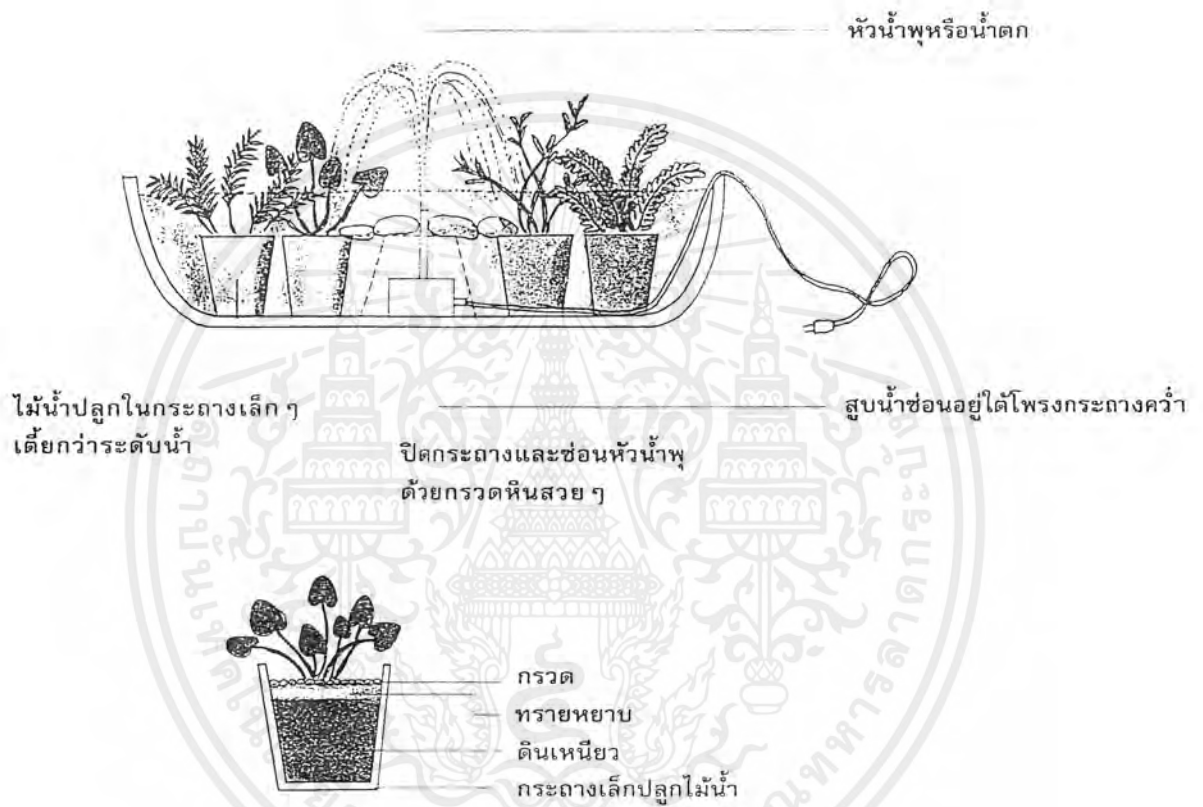 หัวน้ำพุหรือน้ำตก
ไม้น้ำปลูกในกระถางเล็ก ๆ
เตี้ยกว่าระดับน้ำ
สูบน้ำซ่อนอยู่ใต้โพรงกระถางคว่ำ
ปิดกระถางและซ่อนหัวน้ำพุ
ด้วยกรวดหินสวย ๆ
กรวด
ทรายหยาบ
ดินเหนียว
กระถางเล็กปลูกไม้น้ำ